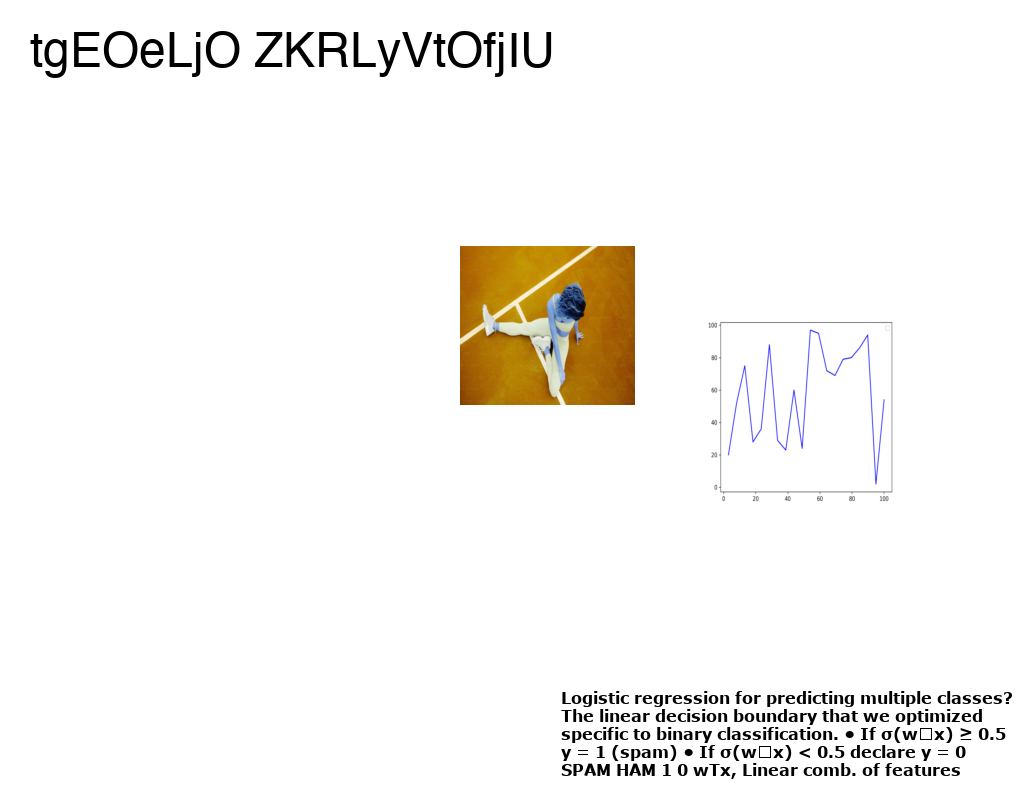 tgEOeLjO ZKRLyVtOfjIU
100
80
60
40
20
0
0 20 40 60 80 100
Logistic regression for predicting multiple classes?
The linear decision boundary that we optimized
specific to binary classification. ● If σ(w□x) ≥ 0.5
y = 1 (spam) ● If σ(w□x) < 0.5 declare y = 0
SPAM HAM 1 0 wTx, Linear comb. of features